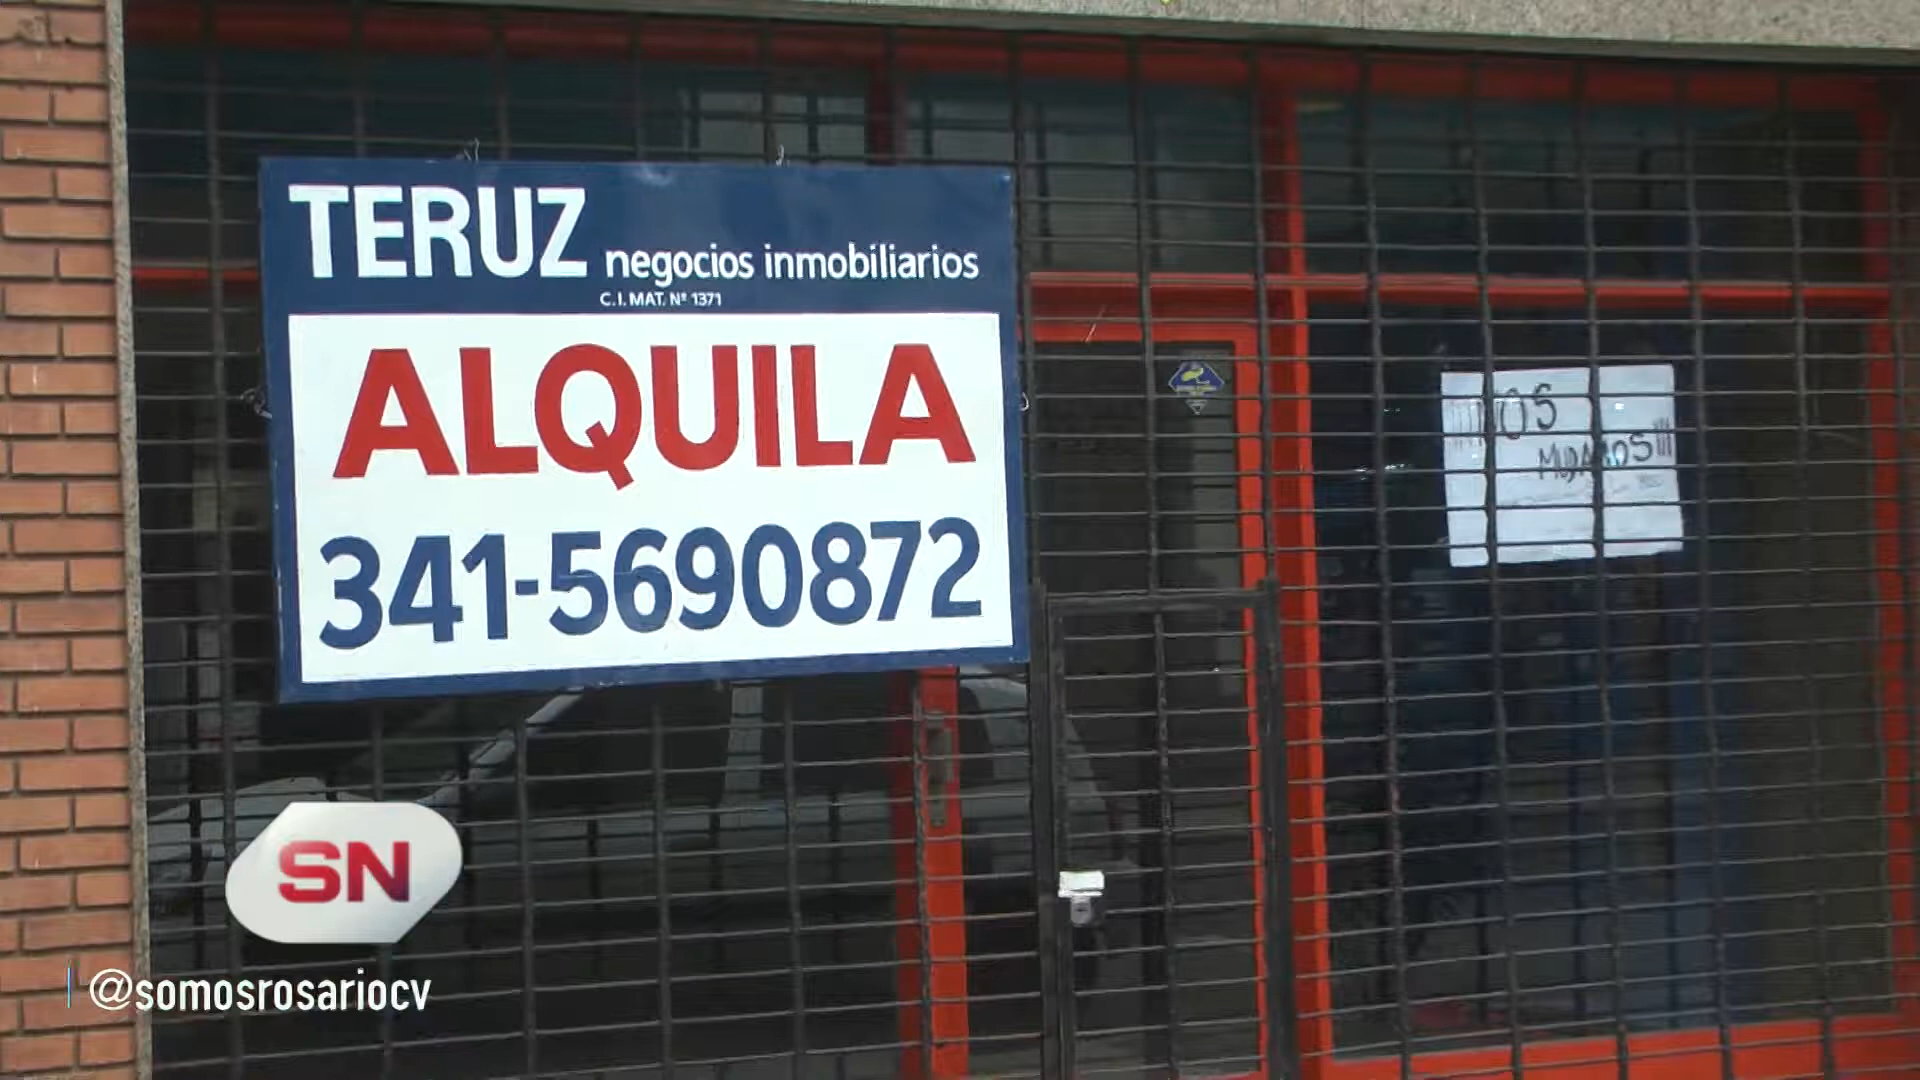 TERUZ negocios inmobiliarios
C.I. MAT. Nº 1371
ALQUILA
341-5690872
NOS
MUDAMOS!!!
SN
@somosrosariocv